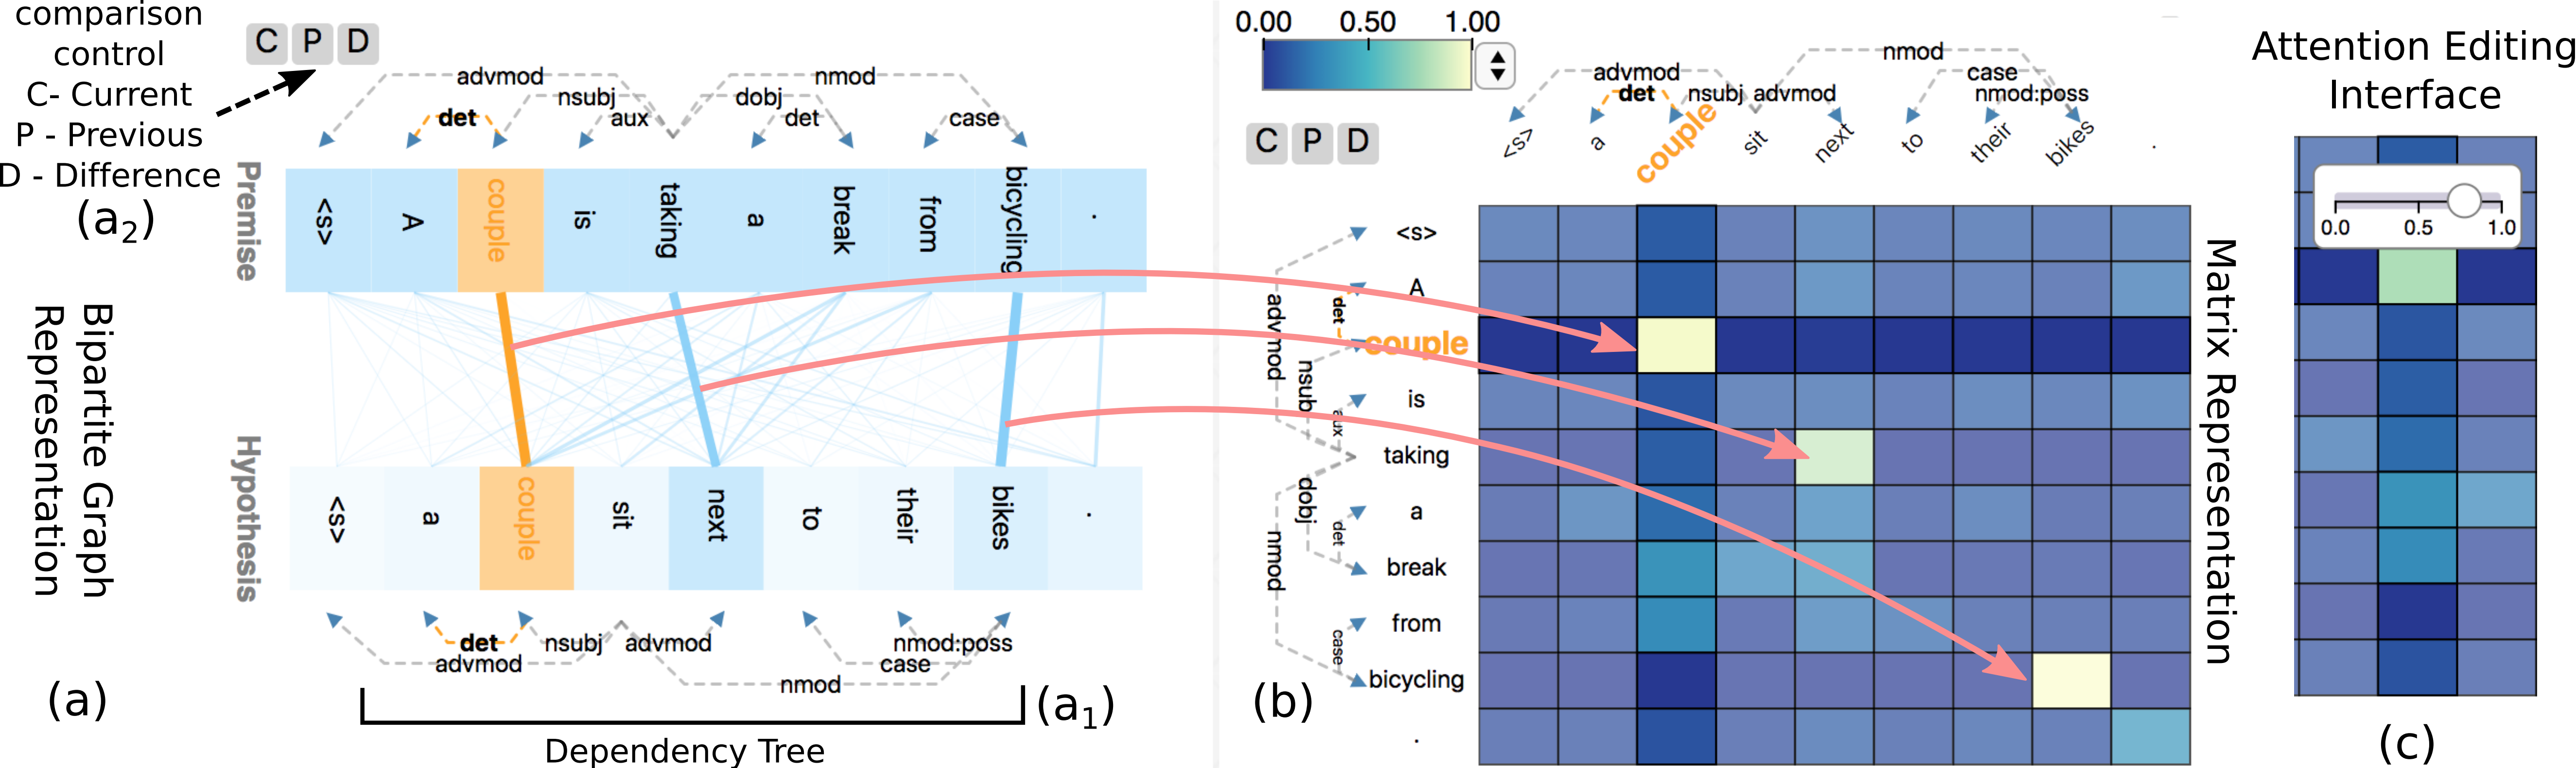 comparison
control
C- Current
P - Previous
D - Difference
(a2)
C P D
advmod
nmod
nsubj
dobj
det
aux
det
case
Premise
<s> A couple is taking a break from bicycling .
Bipartite Graph
Representation
Hypothesis
<s> a couple sit next to their bikes .
det
nsubj
advmod
nmod:poss
advmod
case
nmod
(a)
(a1)
Dependency Tree
0.00 0.50 1.00
C P D
nmod
advmod
case
det
nsubj
advmod
nmod:poss
<s> a couple sit next to their bikes .
<s>
A
couple
is
taking
a
break
from
bicycling
.
advmod
det
nsub
aux
dobj
det
nmod
case
(b)
Matrix Representation
Attention Editing
Interface
0.0 0.5 1.0
(c)